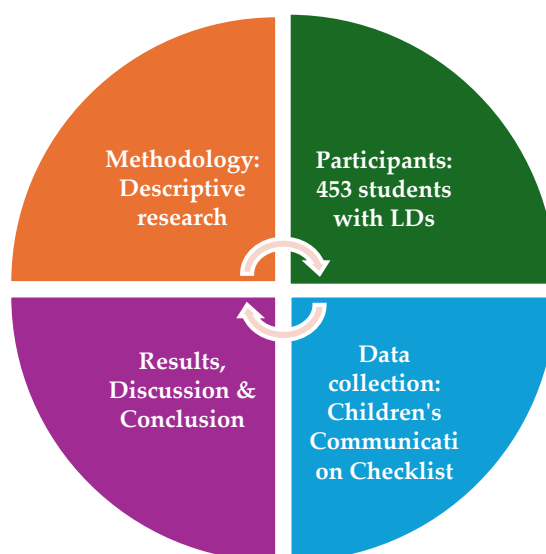 Methodology:
Descriptive
research
Participants:
453 students
with LDs
Results,
Discussion &
Conclusion
Data
collection:
Children's
Communicati
on Checklist